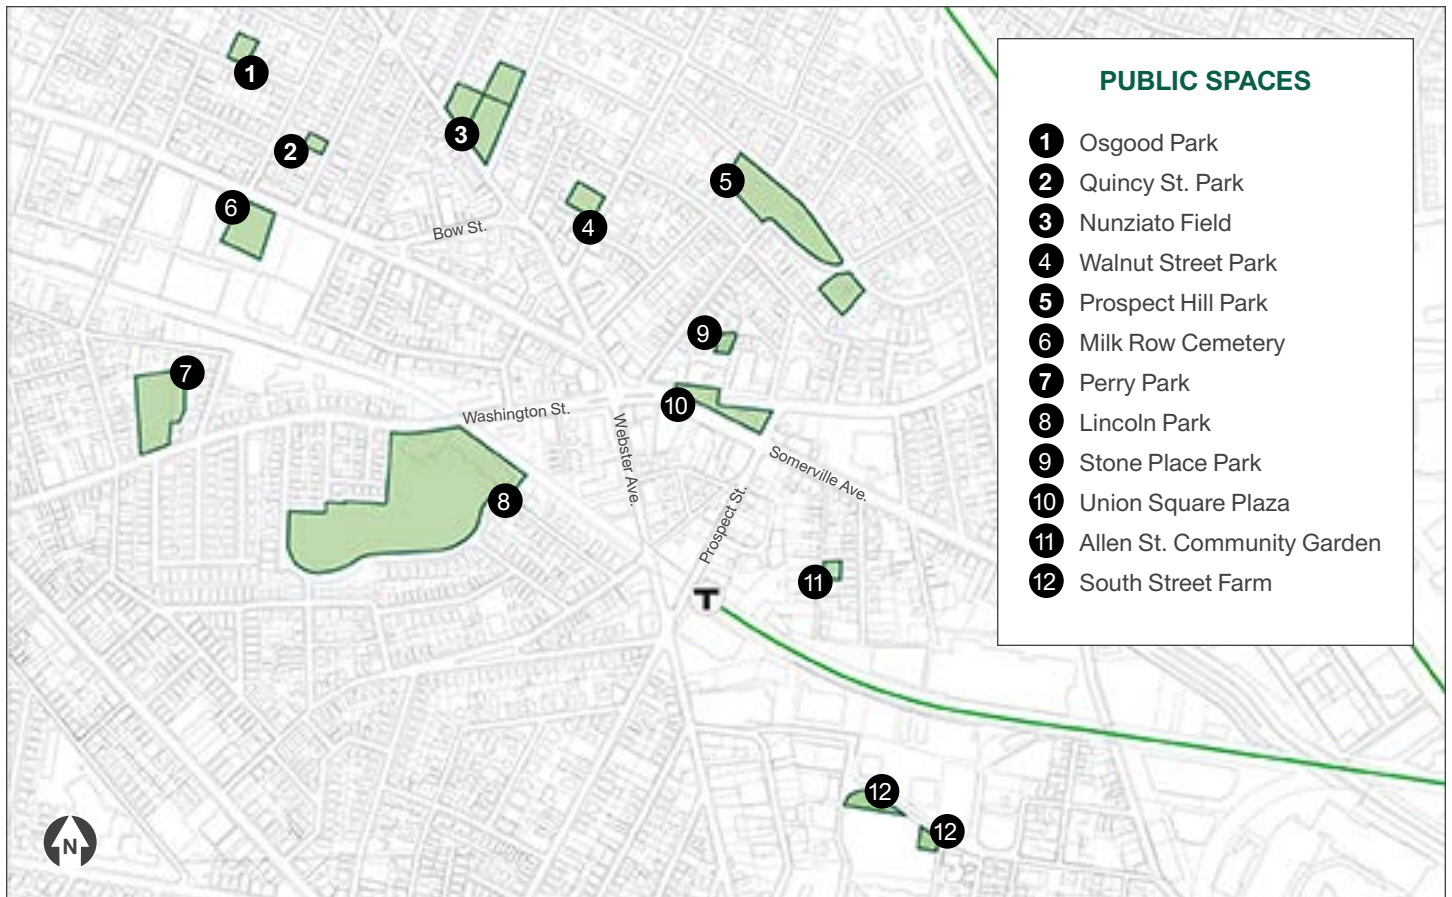 PUBLIC SPACES
1 Osgood Park
2 Quincy St. Park
3 Nunziato Field
4 Walnut Street Park
5 Prospect Hill Park
6 Milk Row Cemetery
7 Perry Park
8 Lincoln Park
9 Stone Place Park
10 Union Square Plaza
11 Allen St. Community Garden
12 South Street Farm
1
3
2
5
6
4
Bow St.
9
7
10
Washington St.
Webster Ave.
Somerville Ave.
8
Prospect St.
11
T
12
12
N